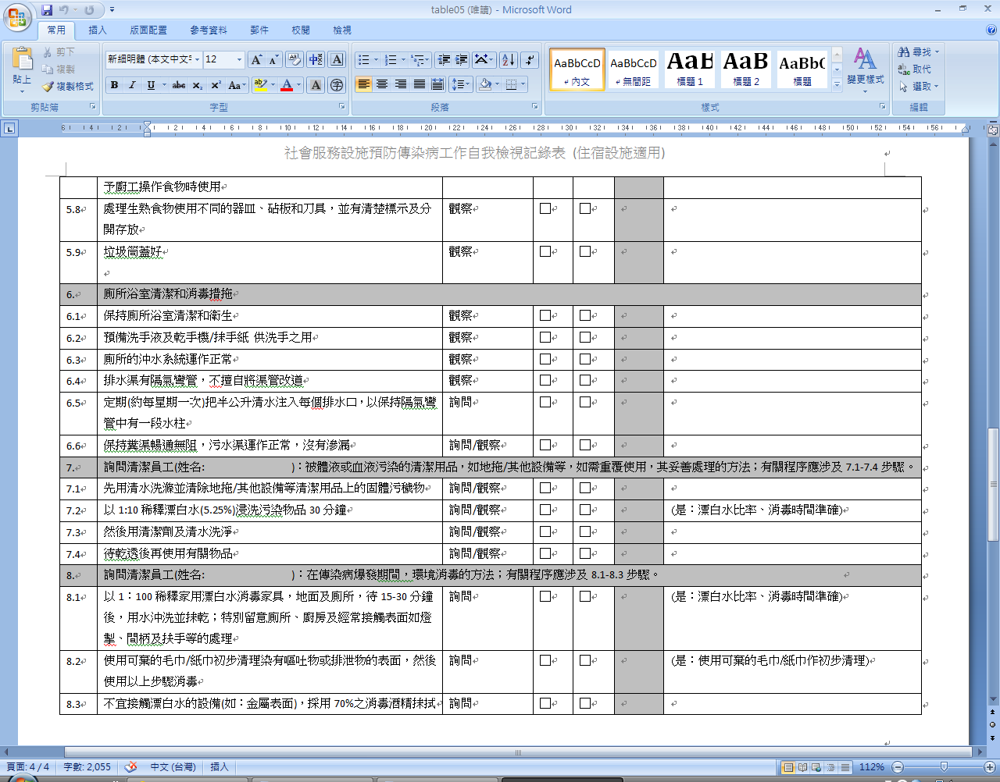 table05 (唯讀) - Microsoft Word
常用 插入 版面配置 參考資料 郵件 校閱 檢視
貼上 剪下 複製 複製格式 剪貼簿
新細明體 (本文中文字 12 字型
段落
AaBbCcD AaBbCcD AaB AaB AaBb
內文 無間距 標題 1 標題 2 標題 變更樣式 樣式
尋找 取代 選取 編輯
社會服務設施預防傳染病工作自我檢視記錄表 (住宿設施適用)
予廚工操作食物時使用
5.8 處理生熟食物使用不同的器皿、砧板和刀具，並有清楚標示及分 觀察
開存放
5.9 垃圾筒蓋好 觀察
6. 廁所浴室清潔和消毒措拖
6.1 保持廁所浴室清潔和衛生 觀察
6.2 預備洗手液及乾手機/抹手紙 供洗手之用 觀察
6.3 廁所的沖水系統運作正常 觀察
6.4 排水渠有隔氣彎管，不擅自將渠管改道 觀察
6.5 定期(約每星期一次)把半公升清水注入每個排水口，以保持隔氣彎 詢問
管中有一段水柱
6.6 保持糞渠暢通無阻，污水渠運作正常，沒有滲漏 詢問/觀察
7. 詢問清潔員工(姓名: )：被體液或血液污染的清潔用品，如地拖/其他設備等，如需重覆使用，其妥善處理的方法；有關程序應涉及 7.1-7.4 步驟。
7.1 先用清水洗滌並清除地拖/其他設備等清潔用品上的固體污穢物 詢問/觀察
7.2 以 1:10 稀釋漂白水(5.25%)浸洗污染物品 30 分鐘 詢問/觀察 (是：漂白水比率、消毒時間準確)
7.3 然後用清潔劑及清水洗淨 詢問/觀察
7.4 待乾透後再使用有關物品 詢問/觀察
8. 詢問清潔員工(姓名: )：在傳染病爆發期間，環境消毒的方法；有關程序應涉及 8.1-8.3 步驟。
8.1 以 1：100 稀釋家用漂白水消毒家具，地面及廁所，待 15-30 分鐘 詢問 (是：漂白水比率、消毒時間準確)
後，用水沖洗並抹乾；特別留意廁所、廚房及經常接觸表面如燈
掣、間柄及扶手等的處理
8.2 使用可棄的毛巾/紙巾初步清理染有嘔吐物或排泄物的表面，然後 詢問 (是：使用可棄的毛巾/紙巾作初步清理)
使用以上步驟消毒
8.3 不宜接觸漂白水的設備(如：金屬表面)，採用 70%之消毒酒精抹拭 詢問
頁面: 4 / 4 字數: 2,055 中文 (台灣) 插入 112%